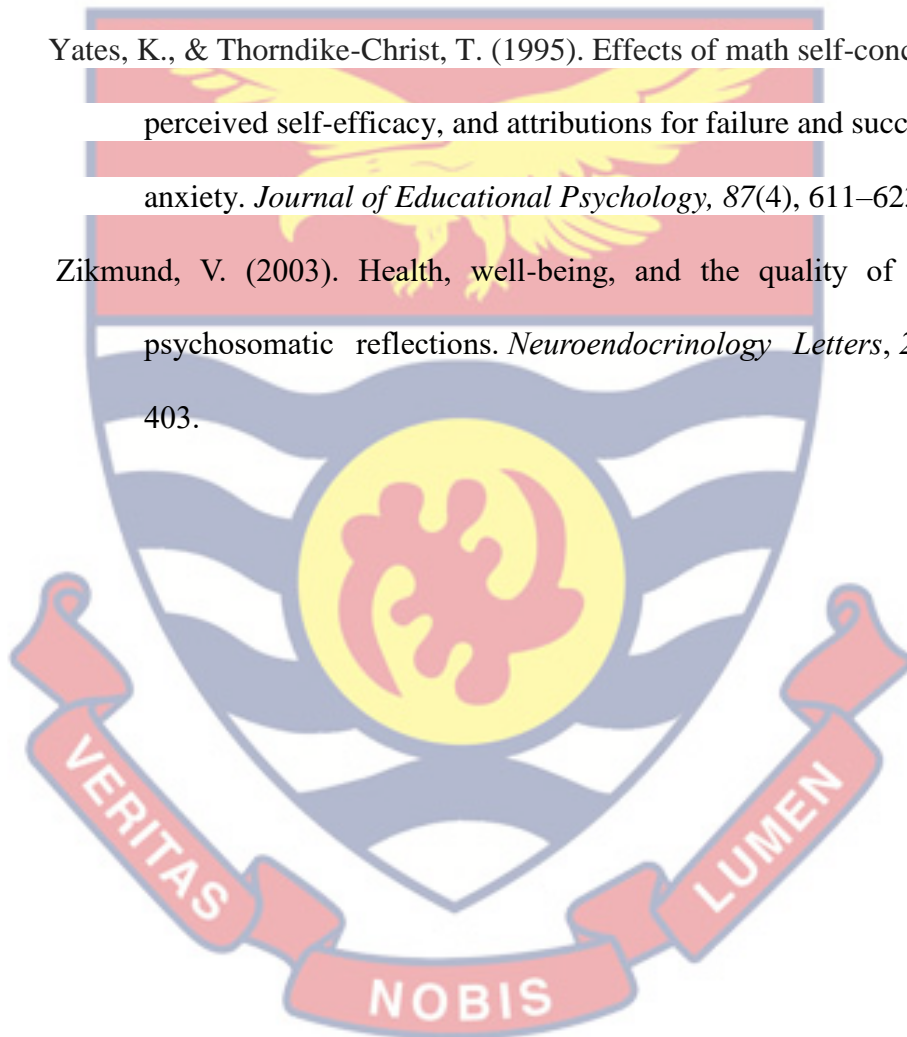 Yates, K., & Thorndike-Christ, T. (1995). Effects of math self-conc
perceived self-efficacy, and attributions for failure and succ
anxiety. Journal of Educational Psychology, 87(4), 611–62
Zikmund, V. (2003). Health, well-being, and the quality of
psychosomatic reflections. Neuroendocrinology Letters, 2
403.
VERITAS
NOBIS
LUMEN